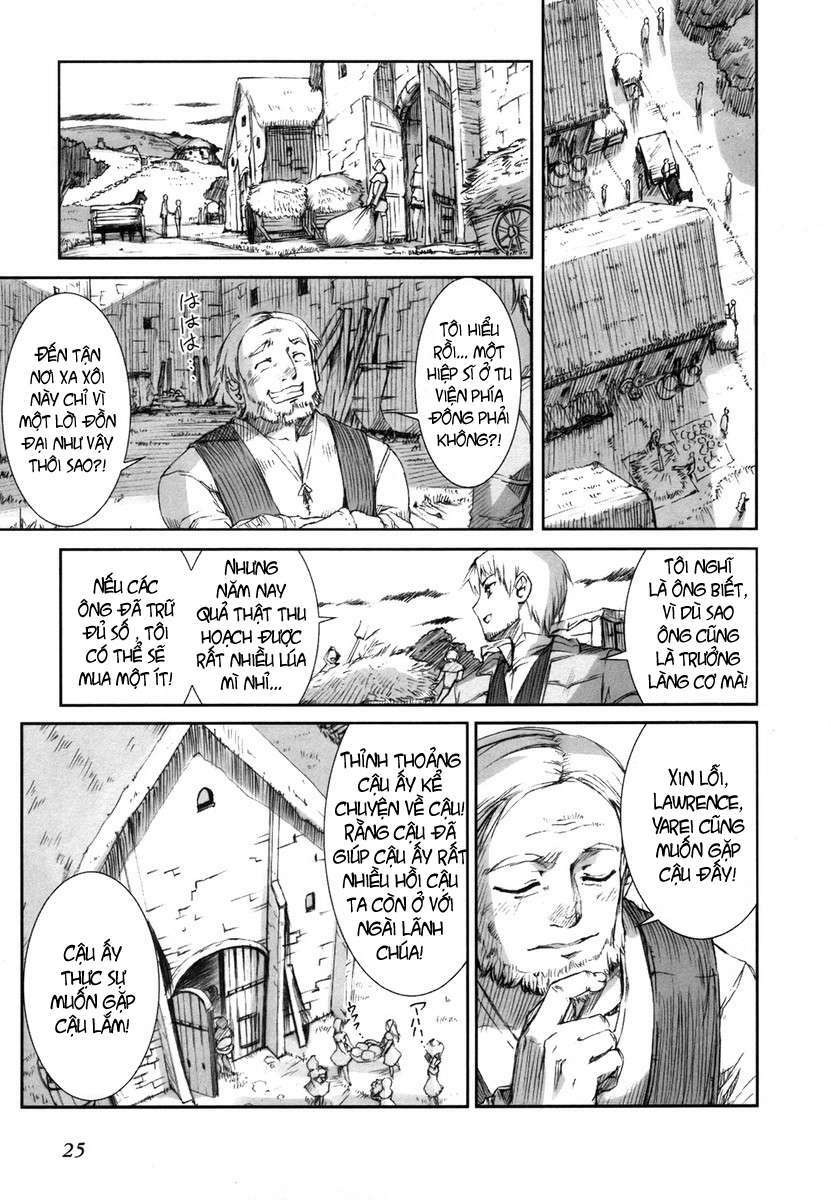 TÔI HIỂU
RỒI... MỘT
HIỆP SĨ Ở TU
VIỆN PHÍA
ĐÔNG PHẢI
KHÔNG?!
ははは…
ĐẾN TẬN
NƠI XA XÔI
NÀY CHỈ VÌ
MỘT LỜI ĐỒN
ĐẠI NHƯ VẬY
THÔI SAO?!
TÔI NGHĨ
LÀ ÔNG BIẾT,
VÌ DÙ SAO
ÔNG CŨNG
LÀ TRƯỞNG
LÀNG CƠ MÀ!
NHƯNG
NĂM NAY
QUẢ THẬT THU
HOẠCH ĐƯỢC
RẤT NHIỀU LÚA
MÌ NHỈ...
NẾU CÁC
ÔNG ĐÃ TRỮ
ĐỦ SỐ , TÔI
CÓ THỂ SẼ
MUA MỘT ÍT!
XIN LỖI,
LAWRENCE,
YAREI CŨNG
MUỐN GẶP
CẬU ĐẤY!
THỈNH THOẢNG
CẬU ẤY KỂ
CHUYỆN VỀ CẬU!
RẰNG CẬU ĐÃ
GIÚP CẬU ẤY RẤT
NHIỀU HỒI CẬU
TA CÒN Ở VỚI
NGÀI LÃNH
CHÚA!
CẬU ẤY
THỰC SỰ
MUỐN GẶP
CẬU LẮM!
25